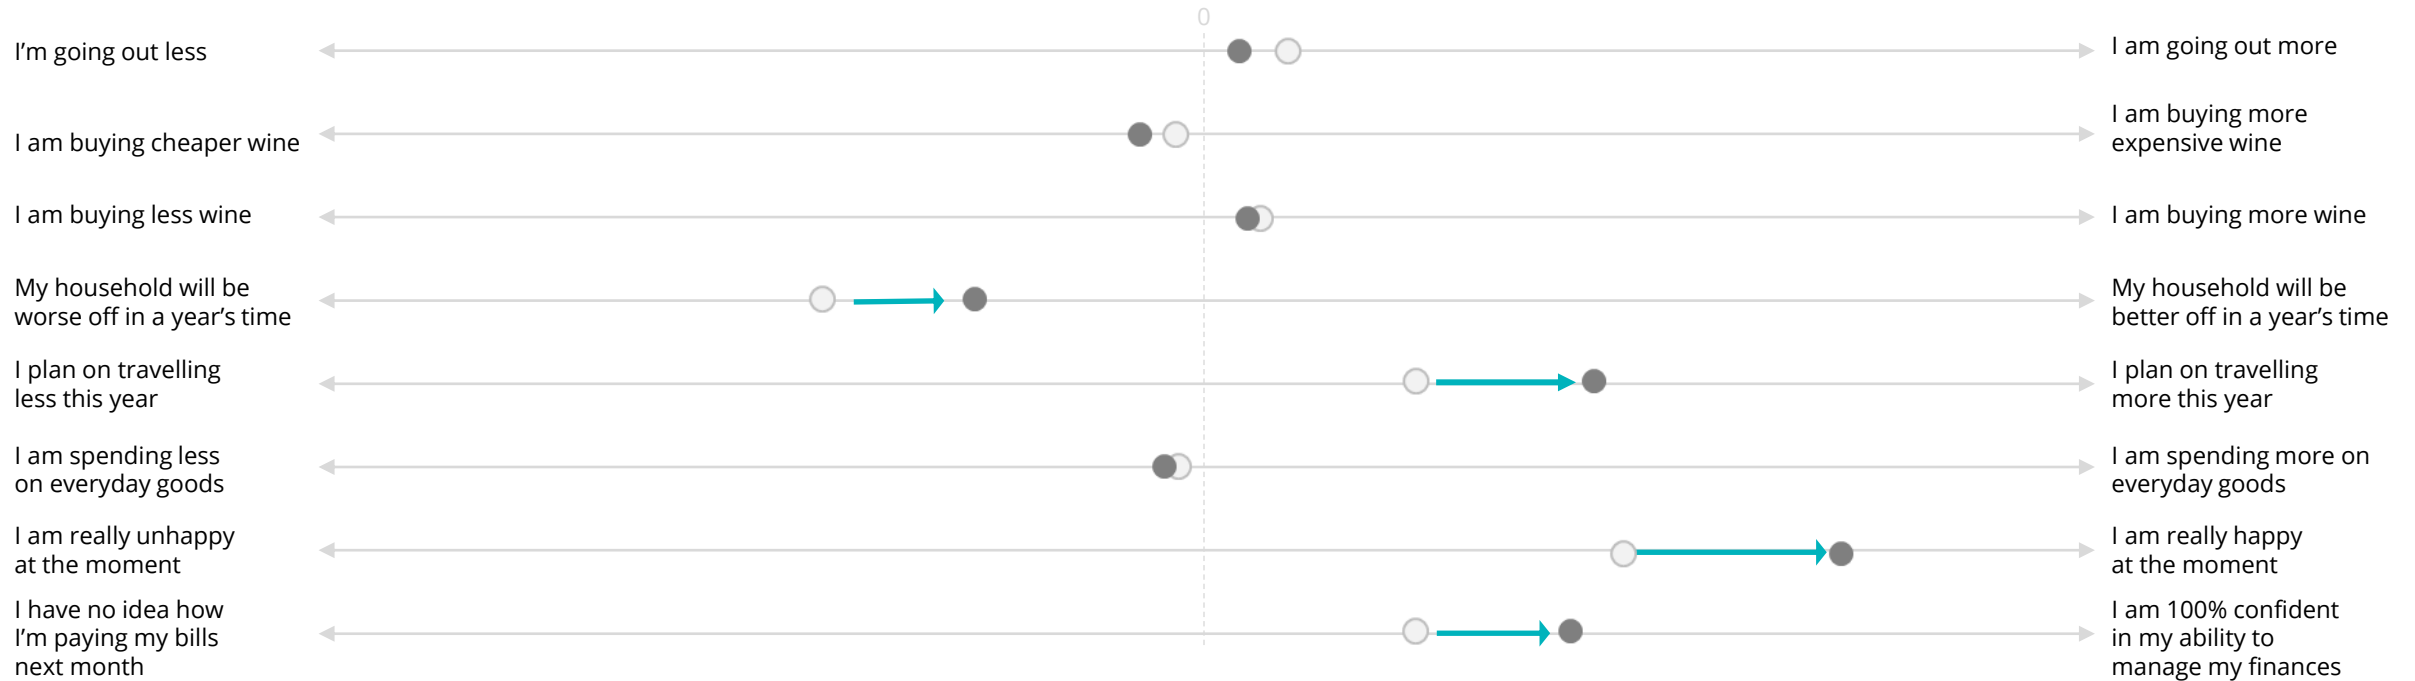 0
I’m going out less
I am going out more
I am buying cheaper wine
I am buying more
expensive wine
I am buying less wine
I am buying more wine
My household will be
worse off in a year’s time
My household will be
better off in a year’s time
I plan on travelling
less this year
I plan on travelling
more this year
I am spending less
on everyday goods
I am spending more on
everyday goods
I am really unhappy
at the moment
I am really happy
at the moment
I have no idea how
I’m paying my bills
next month
I am 100% confident
in my ability to
manage my finances